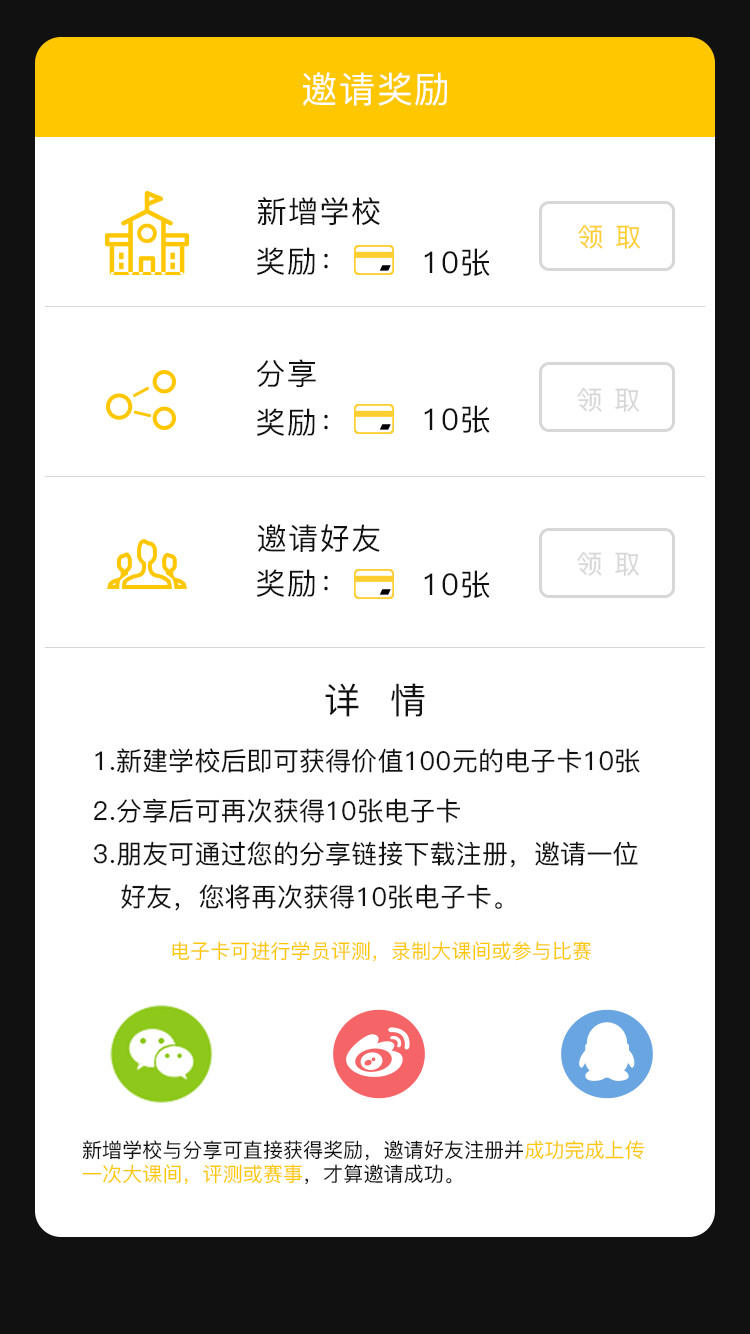 邀请奖励
新增学校
奖励： 10张
领取
分享
奖励： 10张
领取
邀请好友
奖励： 10张
领取
详 情
1.新建学校后即可获得价值100元的电子卡10张
2.分享后可再次获得10张电子卡
3.朋友可通过您的分享链接下载注册，邀请一位
好友，您将再次获得10张电子卡。
电子卡可进行学员评测，录制大课间或参与比赛
新增学校与分享可直接获得奖励，邀请好友注册并成功完成上传
一次大课间，评测或赛事，才算邀请成功。